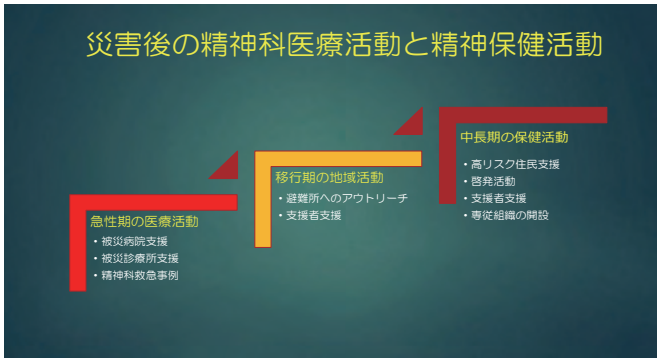 災害後の精神科医療活動と精神保健活動
急性期の医療活動
・被災病院支援
・被災診療所支援
・精神科救急事例
移行期の地域活動
・避難所へのアウトリーチ
・支援者支援
中長期の保健活動
・高リスク住民支援
・啓発活動
・支援者支援
・専従組織の開設